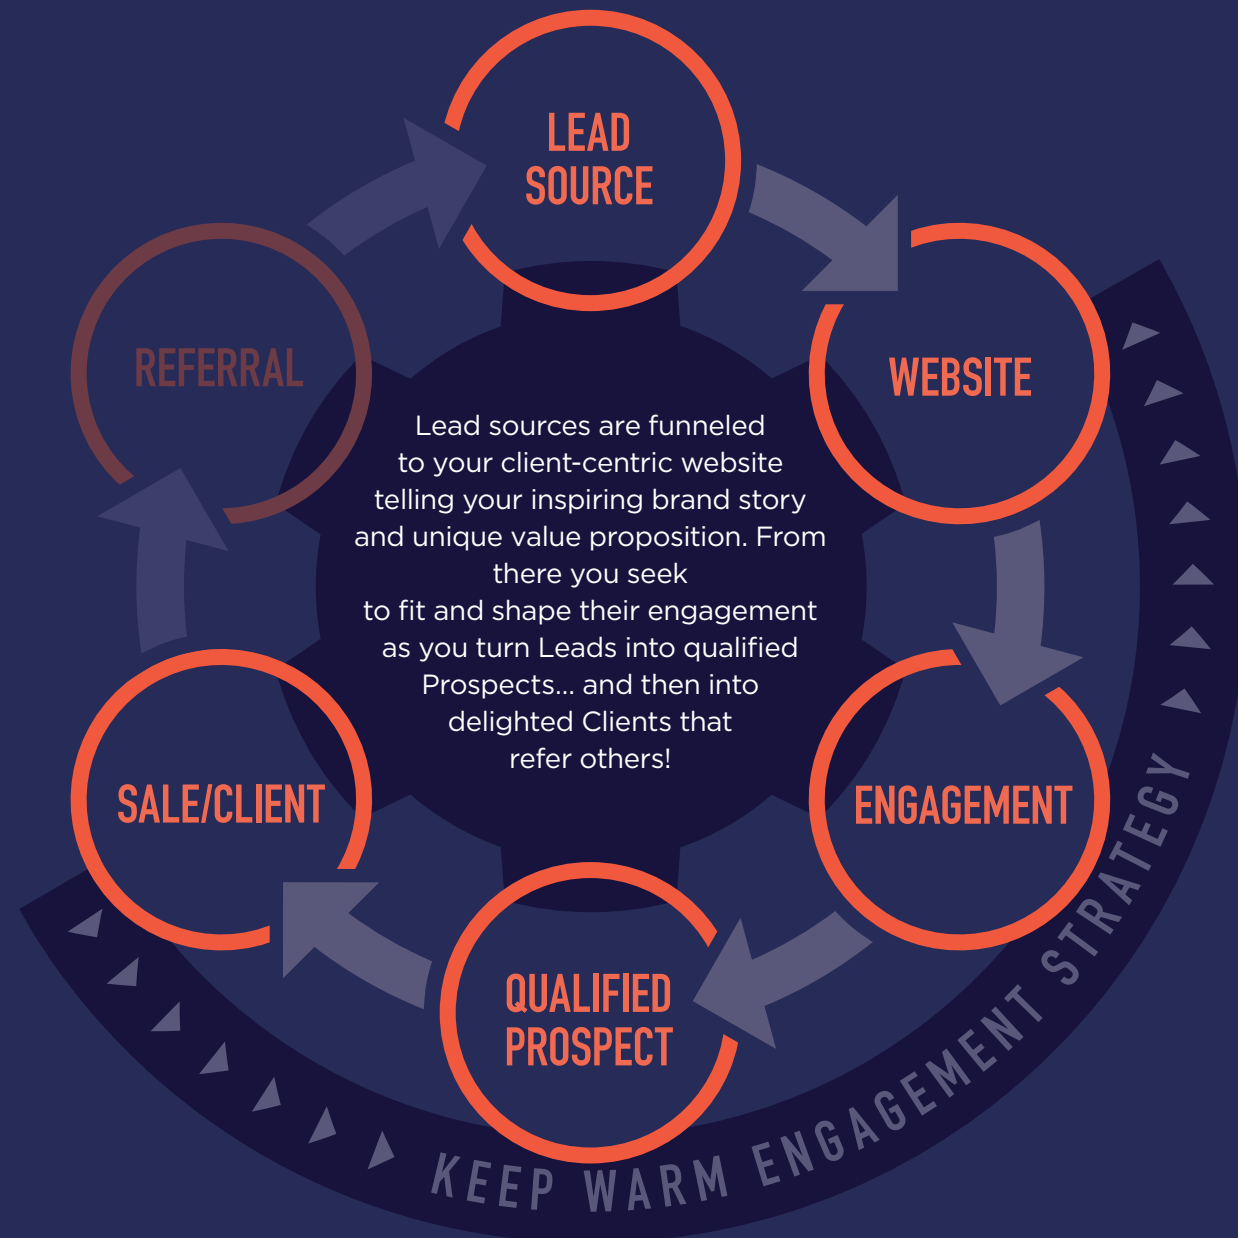 LEAD
SOURCE
WEBSITE
ENGAGEMENT
QUALIFIED
PROSPECT
SALE/CLIENT
REFERRAL
Lead sources are funneled
to your client-centric website
telling your inspiring brand story
and unique value proposition. From
there you seek
to fit and shape their engagement
as you turn Leads into qualified
Prospects... and then into
delighted Clients that
refer others!
KEEP WARM ENGAGEMENT STRATEGY